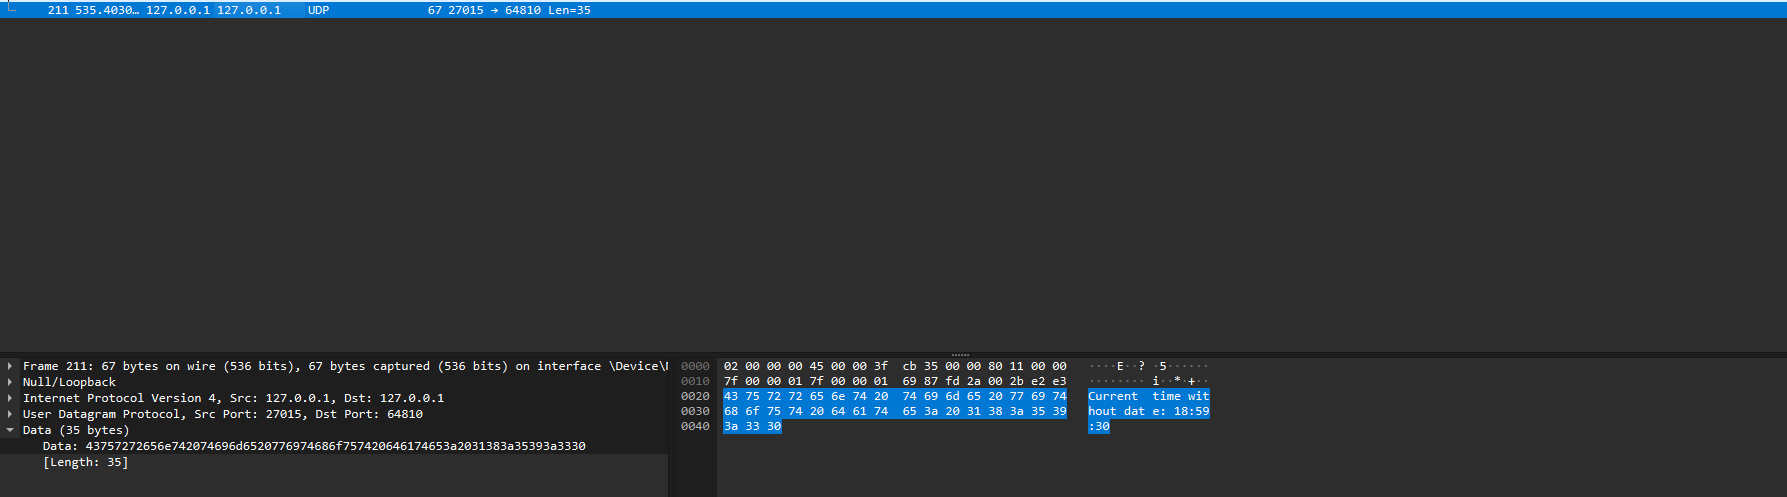 211 535.4030… 127.0.0.1 127.0.0.1 UDP 67 27015 → 64810 Len=35
Frame 211: 67 bytes on wire (536 bits), 67 bytes captured (536 bits) on interface \Device\
Null/Loopback
Internet Protocol Version 4, Src: 127.0.0.1, Dst: 127.0.0.1
User Datagram Protocol, Src Port: 27015, Dst Port: 64810
Data (35 bytes)
Data: 43757272656e742074696d6520776974686f757420646174653a2031383a35393a3330
[Length: 35]
0000 02 00 00 00 45 00 00 3f cb 35 00 00 80 11 00 00 ····E··? ·5······
0010 7f 00 00 01 7f 00 00 01 69 87 fd 2a 00 2b e2 e3 ········ i··*·+··
0020 43 75 72 72 65 6e 74 20 74 69 6d 65 20 77 69 74 Current time wit
0030 68 6f 75 74 20 64 61 74 65 3a 20 31 38 3a 35 39 hout dat e: 18:59
0040 3a 33 30 :30